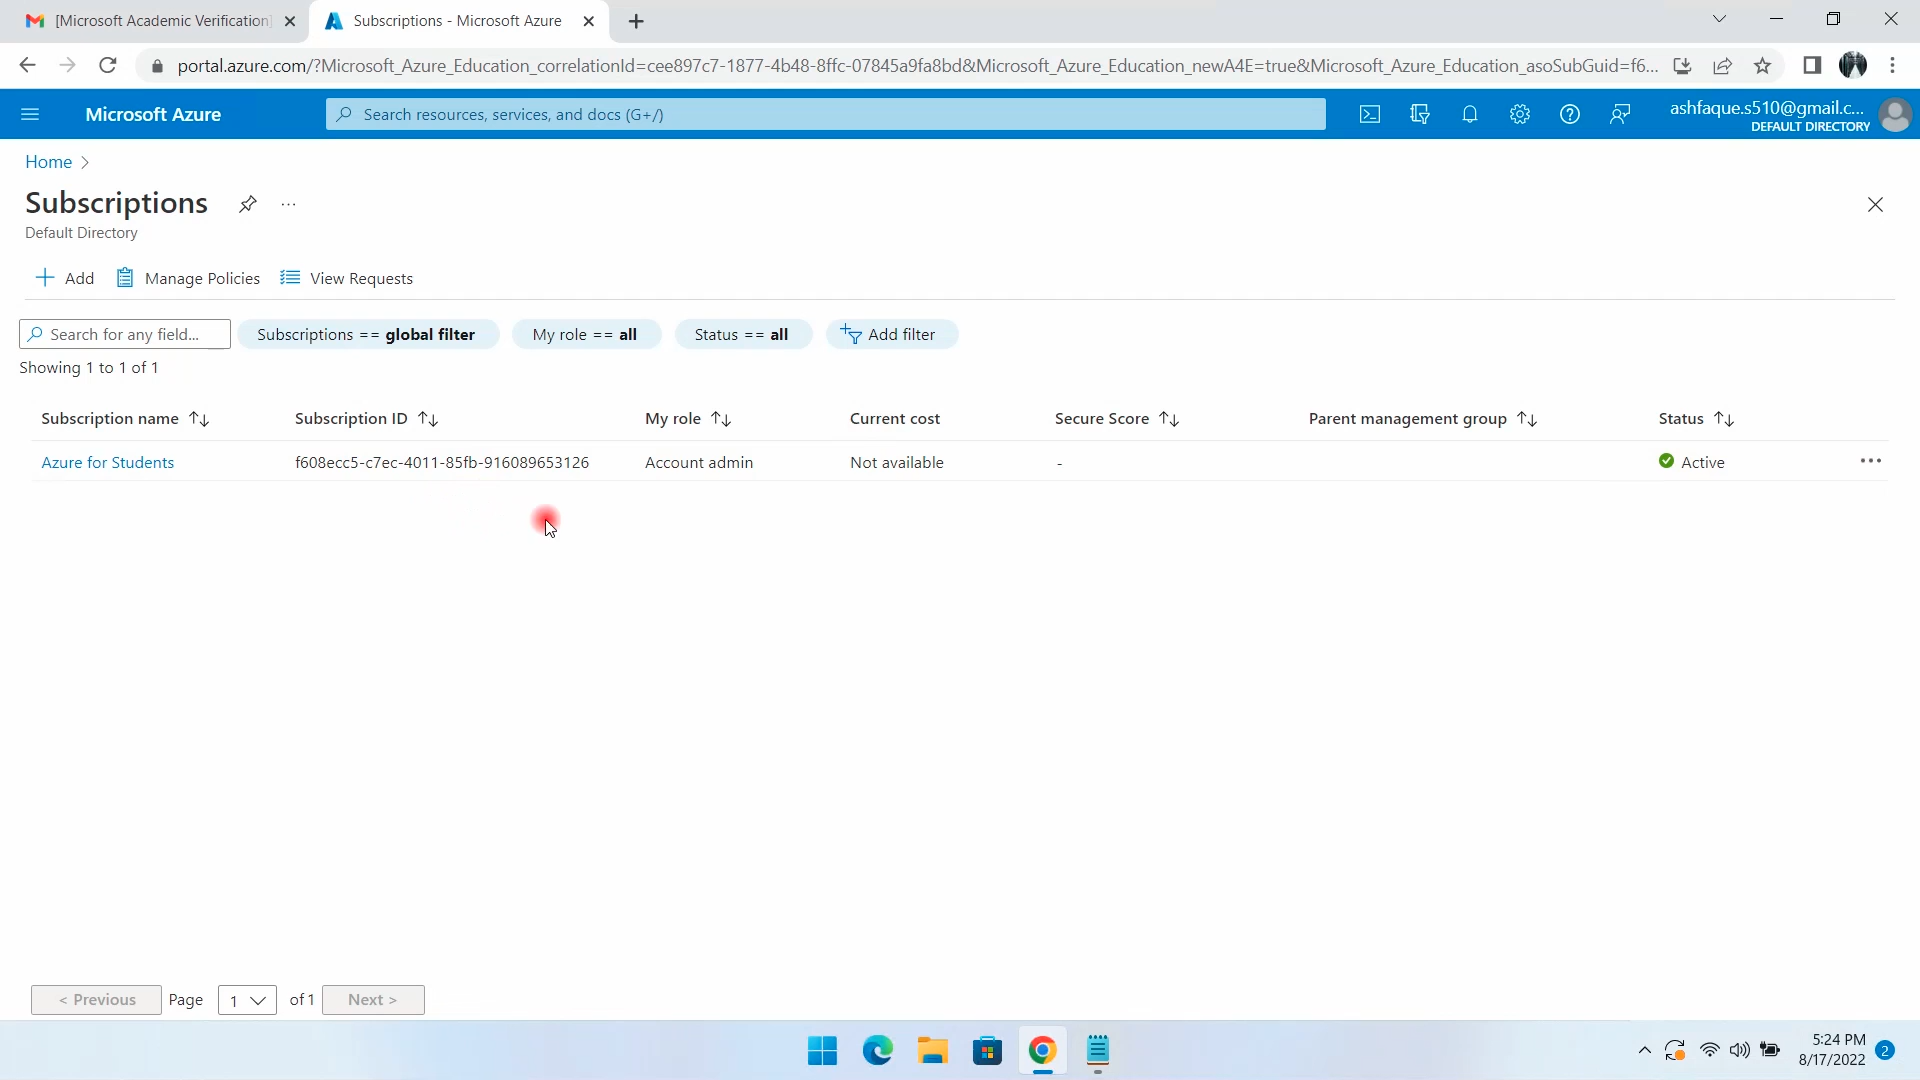 [Microsoft Academic Verification]
Subscriptions - Microsoft Azure
portal.azure.com/?Microsoft_Azure_Education_correlationId=cee897c7-1877-4b48-8ffc-07845a9fa8bd&Microsoft_Azure_Education_newA4E=true&Microsoft_Azure_Education_asoSubGuid=f6...
Microsoft Azure
Search resources, services, and docs (G+/)
ashfaque.s510@gmail.c...
DEFAULT DIRECTORY
Home >
Subscriptions
Default Directory
+ Add Manage Policies View Requests
Search for any field... Subscriptions == global filter My role == all Status == all Add filter
Showing 1 to 1 of 1
Subscription name Subscription ID My role Current cost Secure Score Parent management group Status
Azure for Students f608ecc5-c7ec-4011-85fb-916089653126 Account admin Not available - Active
< Previous Page 1 of 1 Next >
5:24 PM
8/17/2022 2